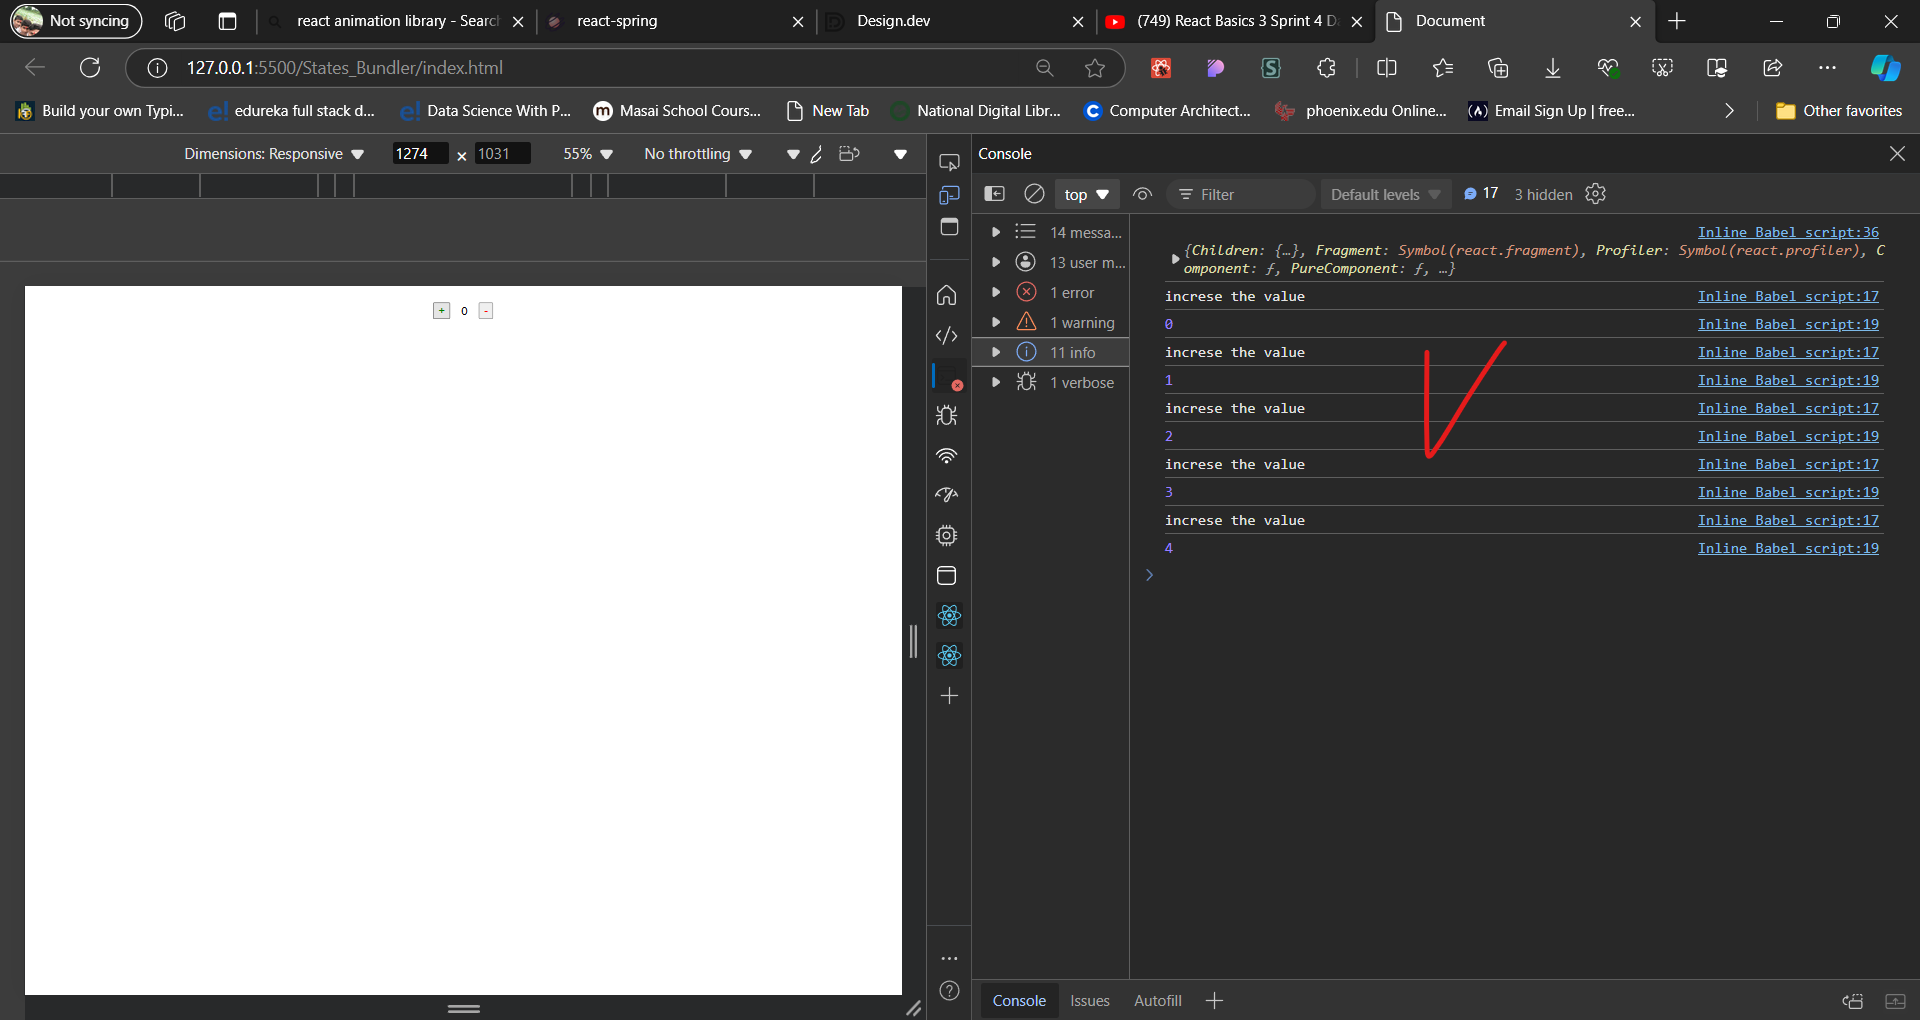 Not syncing
react animation library - Searc
react-spring
Design.dev
(749) React Basics 3 Sprint 4 D
Document
127.0.0.1:5500/States_Bundler/index.html
Build your own Typi...
edureka full stack d...
Data Science With P...
Masai School Cours...
New Tab
National Digital Libr...
Computer Architect...
phoenix.edu Online...
Email Sign Up | free...
Other favorites
Dimensions: Responsive
1274 × 1031
55%
No throttling
Console
top
Filter
Default levels
17
3 hidden
14 messa...
13 user m...
1 error
1 warning
11 info
1 verbose
+ 0 -
Inline Babel script:36
{Children: {…}, Fragment: Symbol(react.fragment), Profiler: Symbol(react.profiler), C
omponent: ƒ, PureComponent: ƒ, …}
increse the value Inline Babel script:17
0 Inline Babel script:19
increse the value Inline Babel script:17
1 Inline Babel script:19
increse the value Inline Babel script:17
2 Inline Babel script:19
increse the value Inline Babel script:17
3 Inline Babel script:19
increse the value Inline Babel script:17
4 Inline Babel script:19
Console
Issues
Autofill